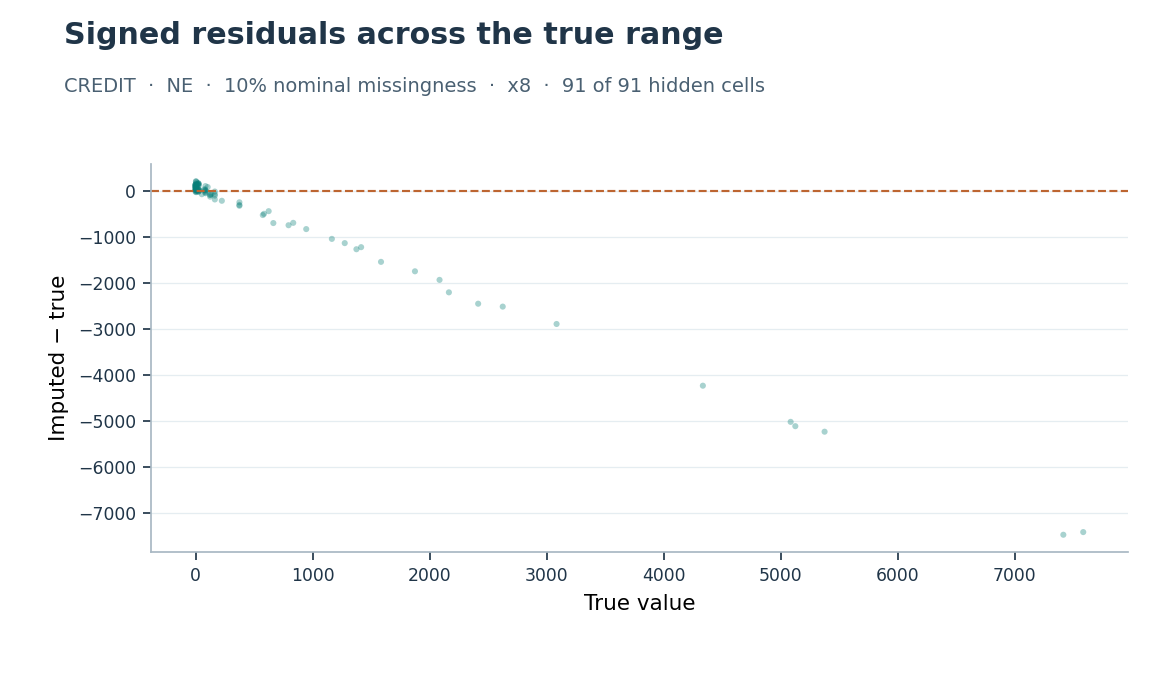 Signed residuals across the true range
CREDIT · NE · 10% nominal missingness · x8 · 91 of 91 hidden cells
Imputed − true
0
−1000
−2000
−3000
−4000
−5000
−6000
−7000
0 1000 2000 3000 4000 5000 6000 7000
True value